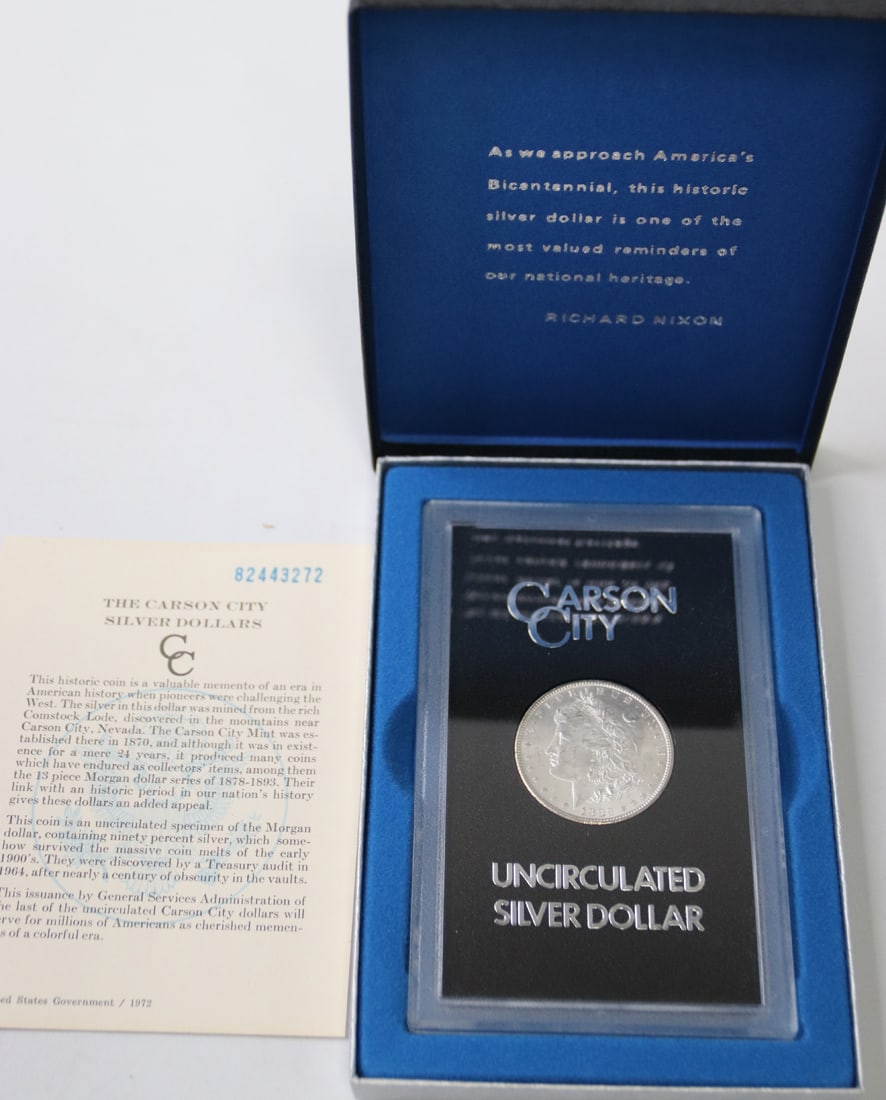 As we approach America's
Bicentennial, this historic
silver dollar is one of the
most valued reminders of
our national heritage.
RICHARD NIXON
82443272
THE CARSON CITY
SILVER DOLLARS
CC
This historic coin is a valuable memento of an era in
American history when pioneers were challenging the
West. The silver in this dollar was mined from the rich
Comstock Lode, discovered in the mountains near
Carson City, Nevada. The Carson City Mint was es-
tablished there in 1870, and although it was in exist-
ence for a mere 24 years, it produced many coins
which have endured as collectors' items, among them
the 13 piece Morgan dollar series of 1878-1893. Their
link with an historic period in our nation's history
gives these dollars an added appeal.
This coin is an uncirculated specimen of the Morgan
dollar, containing ninety percent silver, which some-
how survived the massive coin melts of the early
1900's. They were discovered by a Treasury audit in
1964, after nearly a century of obscurity in the vaults.
This issuance by General Services Administration of
he last of the uncirculated Carson City dollars will
erve for millions of Americans as cherished memen-
s of a colorful era.
ed States Government / 1972
CARSON
CITY
UNCIRCULATED
SILVER DOLLAR